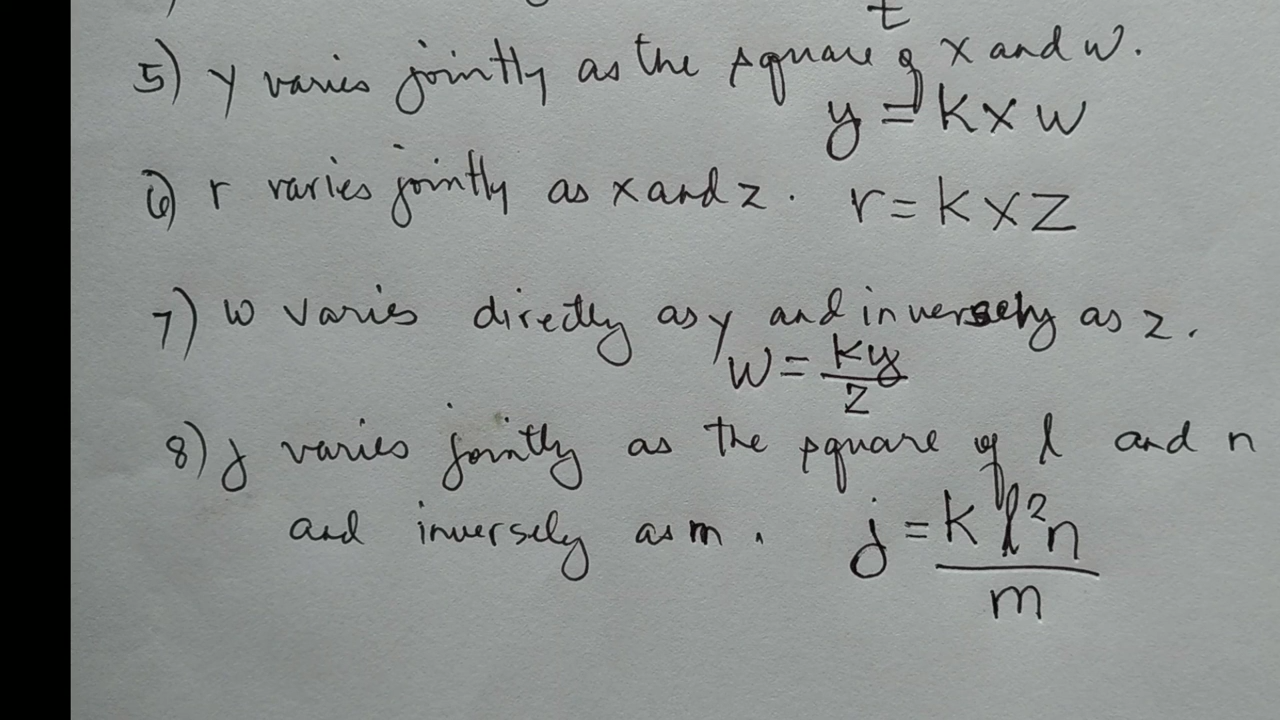 t
5) y varies jointly as the square of x and w.
y = kxw
6) r varies jointly as x and z. r = kxz
7) w varies directly as y and inversely as z.
w = ky/z
8) j varies jointly as the square of l and n
and inversely as m. j = kl²n/m